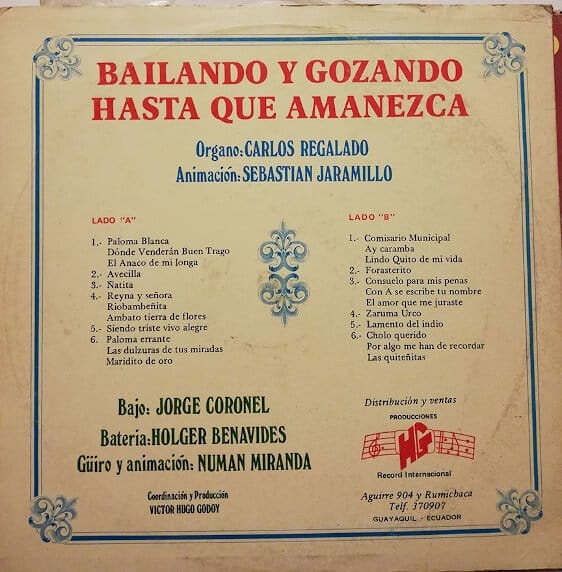 BAILANDO Y GOZANDO
HASTA QUE AMANEZCA
Organo: CARLOS REGALADO
Animación: SEBASTIAN JARAMILLO
LADO "A"
1.- Paloma Blanca
Dónde Venderán Buen Trago
El Anaco de mi longa
2.- Avecilla
3.- Ñatita
4.- Reyna y señora
Riobambeñita
Ambato tierra de flores
5.- Siendo triste vivo alegre
6.- Paloma errante
Las dulzuras de tus miradas
Maridito de oro
LADO "B"
1.- Comisario Municipal
Ay caramba
Lindo Quito de mi vida
2.- Forasterito
3.- Consuelo para mis penas
Con A se escribe tu nombre
El amor que me juraste
4.- Zaruma Urco
5.- Lamento del indio
6.- Cholo querido
Por algo me han de recordar
Las quiteñitas
Bajo: JORGE CORONEL
Bateria: HOLGER BENAVIDES
Güiro y animación: NUMAN MIRANDA
Coordinación y Producción
VICTOR HUGO GODOY
Distribución y ventas
PRODUCCIONES
HG
Record Internacional
Aguirre 904 y Rumichaca
Telf. 370907
GUAYAQUIL - ECUADOR